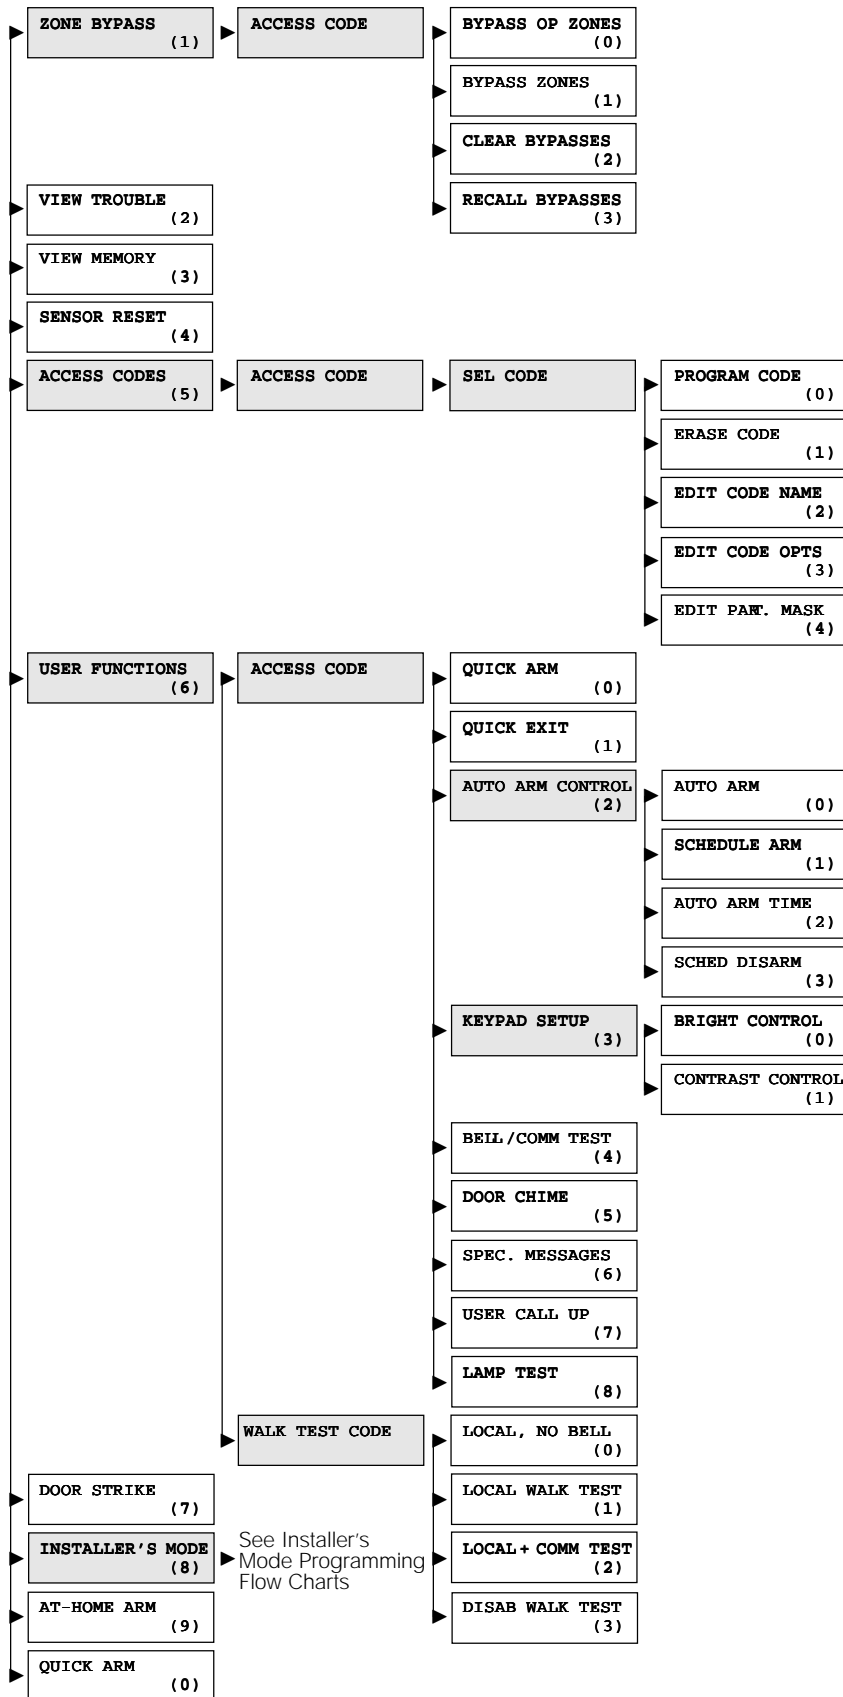 ZONE BYPASS
(1)
ACCESS CODE
BYPASS OP ZONES
(0)
BYPASS ZONES
(1)
CLEAR BYPASSES
(2)
RECALL BYPASSES
(3)
VIEW TROUBLE
(2)
VIEW MEMORY
(3)
SENSOR RESET
(4)
ACCESS CODES
(5)
ACCESS CODE
SEL CODE
PROGRAM CODE
(0)
ERASE CODE
(1)
EDIT CODE NAME
(2)
EDIT CODE OPTS
(3)
EDIT PART. MASK
(4)
USER FUNCTIONS
(6)
ACCESS CODE
QUICK ARM
(0)
QUICK EXIT
(1)
AUTO ARM CONTROL
(2)
AUTO ARM
(0)
SCHEDULE ARM
(1)
AUTO ARM TIME
(2)
SCHED DISARM
(3)
KEYPAD SETUP
(3)
BRIGHT CONTROL
(0)
CONTRAST CONTROL
(1)
BELL/COMM TEST
(4)
DOOR CHIME
(5)
SPEC. MESSAGES
(6)
USER CALL UP
(7)
LAMP TEST
(8)
WALK TEST CODE
LOCAL, NO BELL
(0)
LOCAL WALK TEST
(1)
LOCAL+ COMM TEST
(2)
DISAB WALK TEST
(3)
DOOR STRIKE
(7)
INSTALLER'S MODE
(8)
See Installer's
Mode Programming
Flow Charts
AT-HOME ARM
(9)
QUICK ARM
(0)